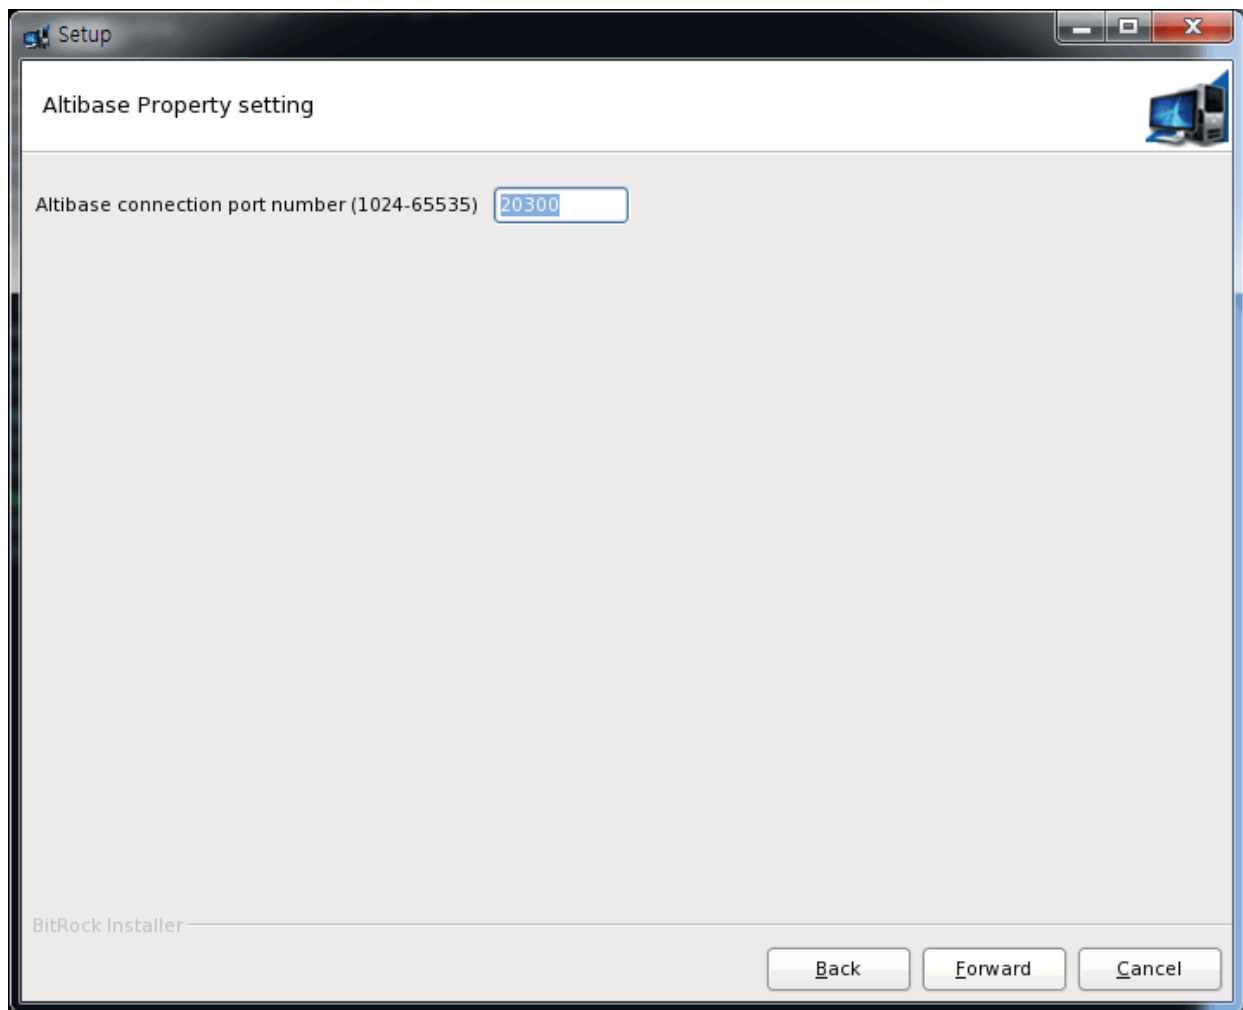 Setup
Altibase Property setting
Altibase connection port number (1024-65535) 20300
BitRock Installer
Back Forward Cancel